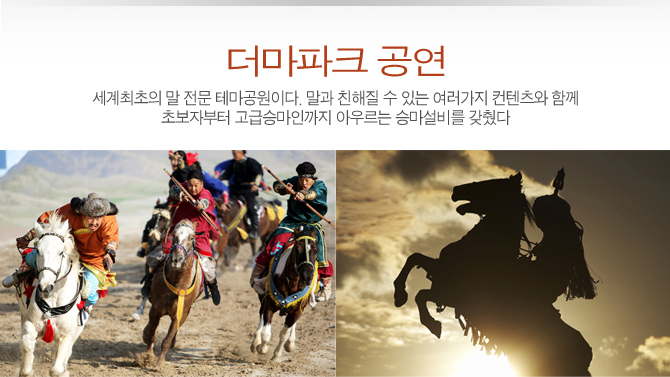 더마파크 공연
세계최초의 말 전문 테마공원이다. 말과 친해질 수 있는 여러가지 컨텐츠와 함께
초보자부터 고급승마인까지 아우르는 승마설비를 갖췄다